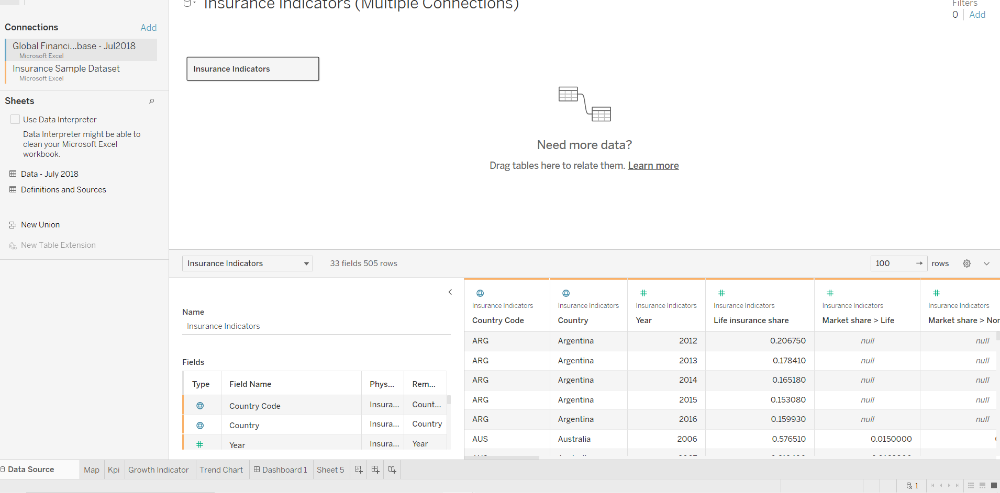 Insurance Indicators (Multiple Connections)
Filters
0 Add
Connections Add
Global Financi...base - Jul2018
Microsoft Excel
Insurance Sample Dataset
Microsoft Excel
Sheets
Use Data Interpreter
Data Interpreter might be able to
clean your Microsoft Excel
workbook.
Data - July 2018
Definitions and Sources
New Union
New Table Extension
Insurance Indicators
Need more data?
Drag tables here to relate them. Learn more
Insurance Indicators 33 fields 505 rows 100 → rows
Name
Insurance Indicators
Fields
Type Field Name Phys... Rem...
Country Code Insura... Count...
Country Insura... Country
Year Insura... Year
Insurance Indicators Insurance Indicators Insurance Indicators Insurance Indicators Insurance Indicators Insurance Indicators
Country Code Country Year Life insurance share Market share > Life Market share > Non
ARG Argentina 2012 0.206750 null null
ARG Argentina 2013 0.178410 null null
ARG Argentina 2014 0.165180 null null
ARG Argentina 2015 0.153080 null null
ARG Argentina 2016 0.159930 null null
AUS Australia 2006 0.576510 0.0150000
Data Source Map Kpi Growth Indicator Trend Chart Dashboard 1 Sheet 5
1